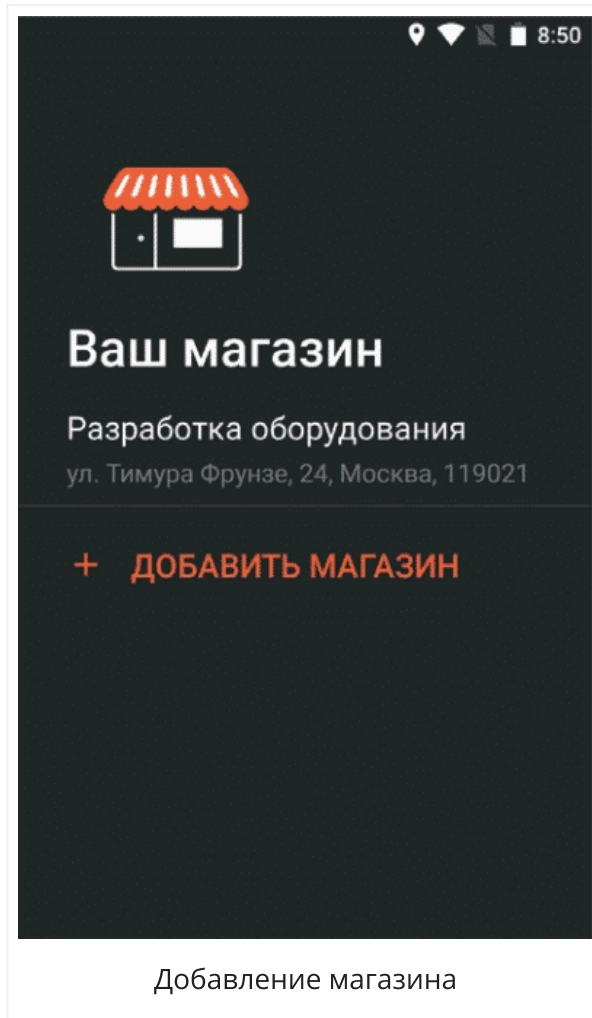 8:50
Ваш магазин
Разработка оборудования
ул. Тимура Фрунзе, 24, Москва, 119021
+ ДОБАВИТЬ МАГАЗИН
Добавление магазина